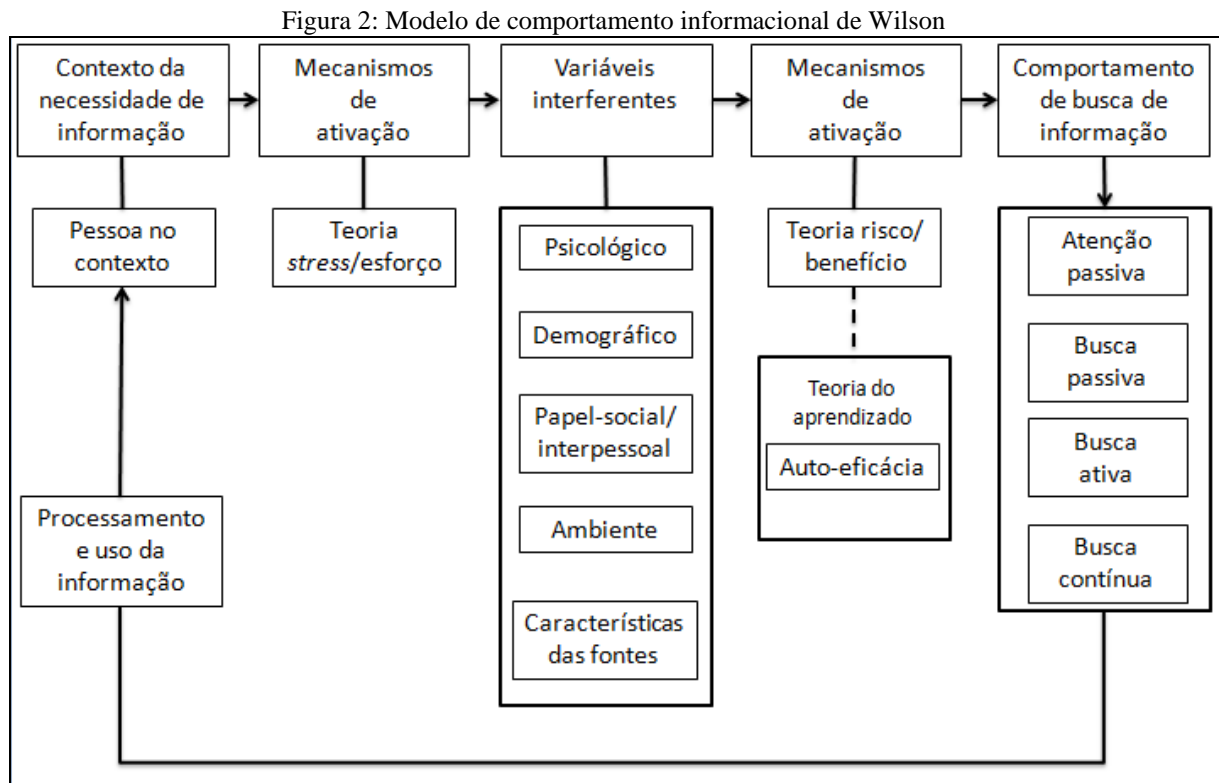 Figura 2: Modelo de comportamento informacional de Wilson
Contexto da
necessidade de
informação
Mecanismos
de
ativação
Variáveis
interferentes
Mecanismos
de
ativação
Comportamento
de busca de
informação
Pessoa no
contexto
Teoria
stress/esforço
Psicológico
Demográfico
Papel-social/
interpessoal
Ambiente
Características
das fontes
Teoria risco/
benefício
Teoria do
aprendizado
Auto-eficácia
Atenção
passiva
Busca
passiva
Busca
ativa
Busca
contínua
Processamento
e uso da
informação